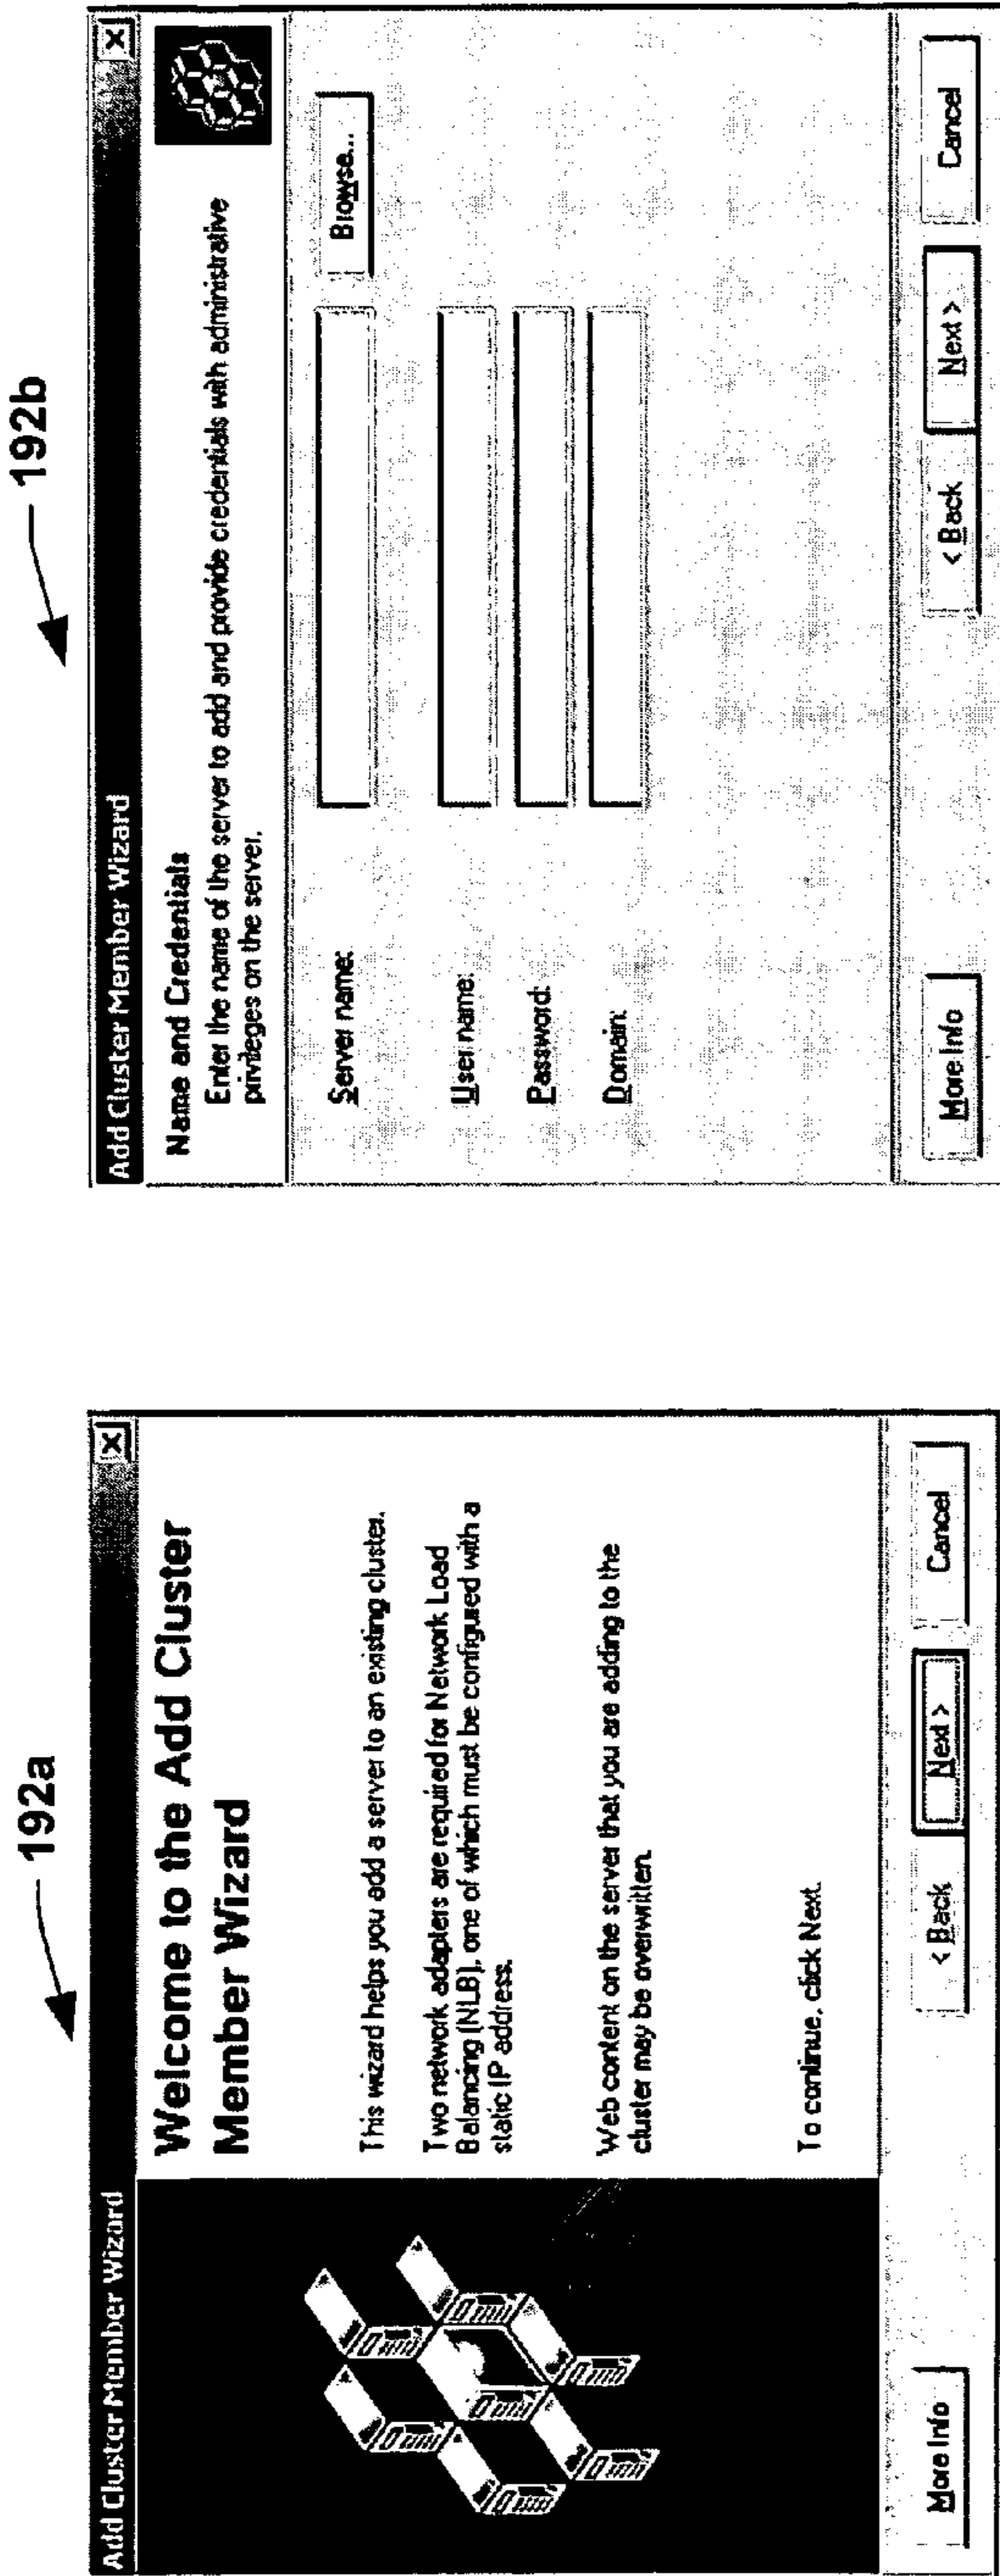 192a
Add Cluster Member Wizard
Welcome to the Add Cluster
Member Wizard
This wizard helps you add a server to an existing cluster.
Two network adapters are required for Network Load
Balancing (NLB), one of which must be configured with a
static IP address.
Web content on the server that you are adding to the
cluster may be overwritten.
To continue, click Next.
More Info
< Back
Next >
Cancel
192b
Add Cluster Member Wizard
Name and Credentials
Enter the name of the server to add and provide credentials with administrative
privileges on the server.
Server name:
Browse...
User name:
Password:
Domain:
More Info
< Back
Next >
Cancel